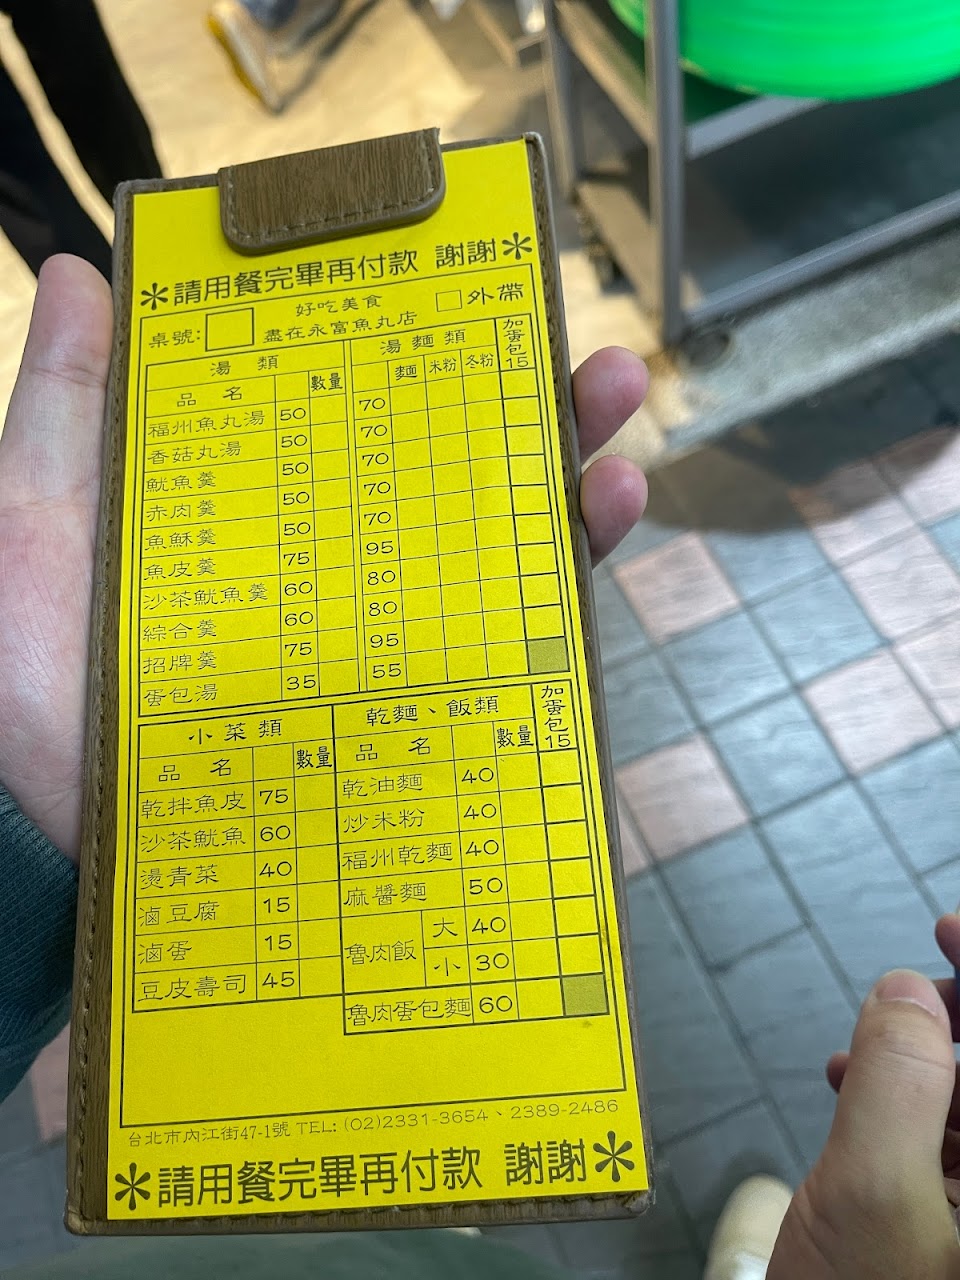 ＊請用餐完畢再付款 謝謝＊
桌號: 好吃美食 盡在永富魚丸店 □外帶
湯類 湯麵類 加蛋包15
品名 數量 麵 米粉 冬粉
福州魚丸湯 50 70
香菇丸湯 50 70
魷魚羹 50 70
赤肉羹 50 70
魚酥羹 50 70
魚皮羹 75 95
沙茶魷魚羹 60 80
綜合羹 60 80
招牌羹 75 95
蛋包湯 35 55
小菜類
品名 數量
乾拌魚皮 75
沙茶魷魚 60
燙青菜 40
滷豆腐 15
滷蛋 15
豆皮壽司 45
乾麵、飯類 加蛋包15
品名 數量
乾油麵 40
炒米粉 40
福州乾麵 40
麻醬麵 50
魯肉飯 大 40
小 30
魯肉蛋包麵 60
台北市內江街47-1號 TEL: (02)2331-3654、2389-2486
＊請用餐完畢再付款 謝謝＊